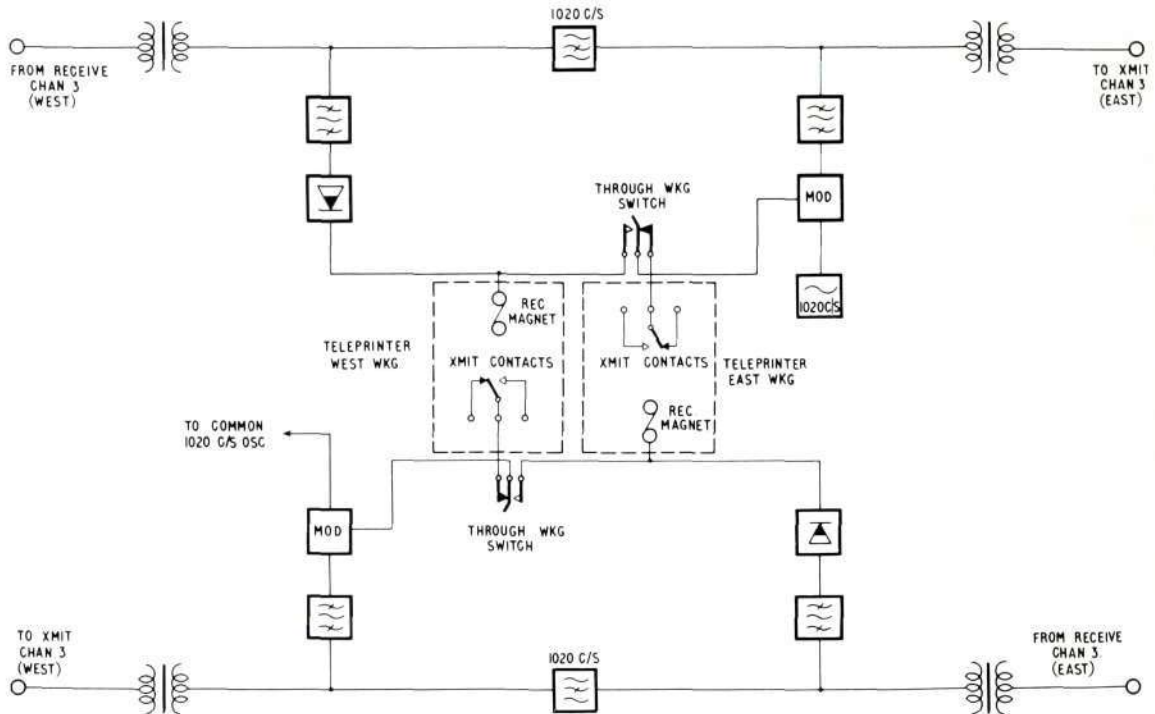 1020 C/S
FROM RECEIVE
CHAN 3
(WEST)
TO XMIT
CHAN 3
(EAST)
THROUGH WKG
SWITCH
MOD
1020C/S
REC
MAGNET
TELEPRINTER
WEST WKG.
XMIT CONTACTS
XMIT CONTACTS
TELEPRINTER
EAST WKG
REC
MAGNET
TO COMMON
1020 C/S OSC
MOD
THROUGH WKG
SWITCH
TO XMIT
CHAN 3
(WEST)
1020 C/S
FROM RECEIVE
CHAN 3.
(EAST)